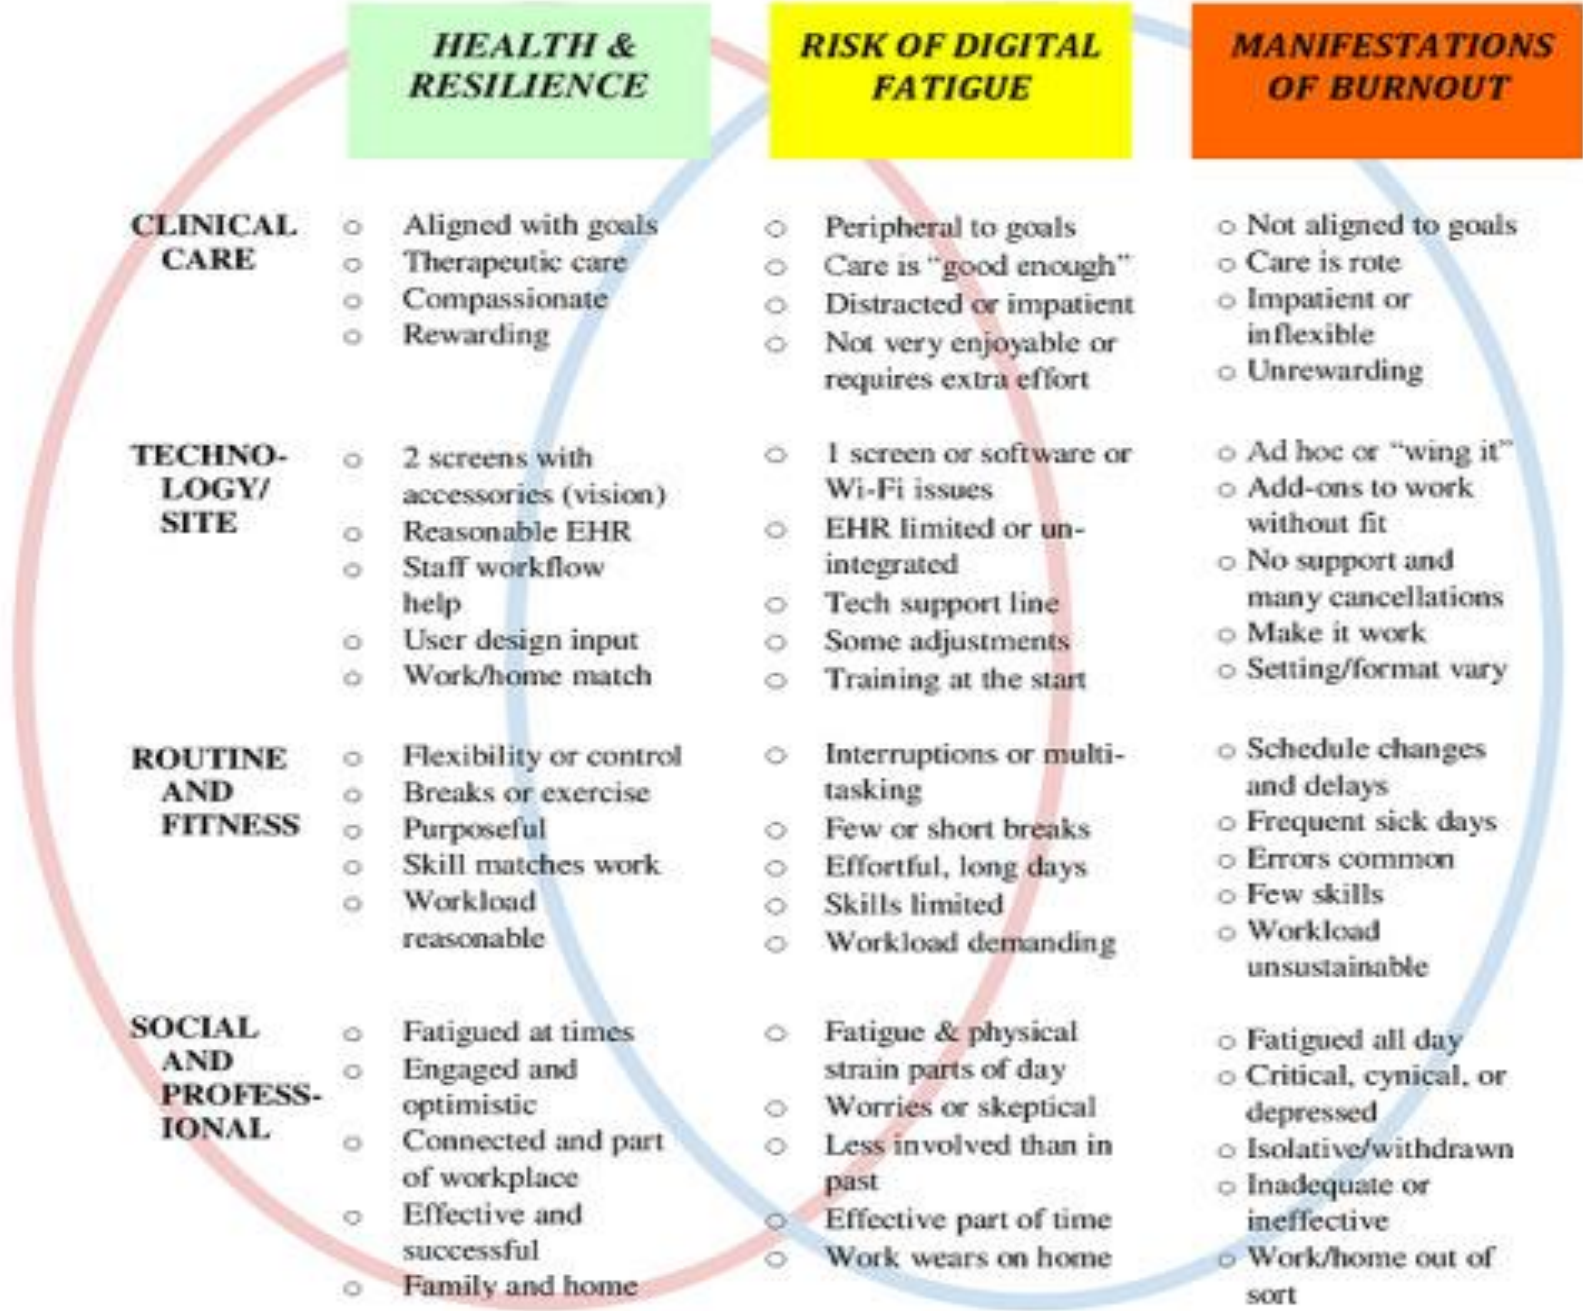 HEALTH &
RESILIENCE
RISK OF DIGITAL
FATIGUE
MANIFESTATIONS
OF BURNOUT
CLINICAL
CARE
○ Aligned with goals
○ Therapeutic care
○ Compassionate
○ Rewarding
○ Peripheral to goals
○ Care is “good enough”
○ Distracted or impatient
○ Not very enjoyable or
requires extra effort
○ Not aligned to goals
○ Care is rote
○ Impatient or
inflexible
○ Unrewarding
TECHNO-
LOGY/
SITE
○ 2 screens with
accessories (vision)
○ Reasonable EHR
○ Staff workflow
help
○ User design input
○ Work/home match
○ 1 screen or software or
Wi-Fi issues
○ EHR limited or un-
integrated
○ Tech support line
○ Some adjustments
○ Training at the start
○ Ad hoc or “wing it”
○ Add-ons to work
without fit
○ No support and
many cancellations
○ Make it work
○ Setting/format vary
ROUTINE
AND
FITNESS
○ Flexibility or control
○ Breaks or exercise
○ Purposeful
○ Skill matches work
○ Workload
reasonable
○ Interruptions or multi-
tasking
○ Few or short breaks
○ Effortful, long days
○ Skills limited
○ Workload demanding
○ Schedule changes
and delays
○ Frequent sick days
○ Errors common
○ Few skills
○ Workload
unsustainable
SOCIAL
AND
PROFESS-
IONAL
○ Fatigued at times
○ Engaged and
optimistic
○ Connected and part
of workplace
○ Effective and
successful
○ Family and home
○ Fatigue & physical
strain parts of day
○ Worries or skeptical
○ Less involved than in
past
○ Effective part of time
○ Work wears on home
○ Fatigued all day
○ Critical, cynical, or
depressed
○ Isolative/withdrawn
○ Inadequate or
ineffective
○ Work/home out of
sort